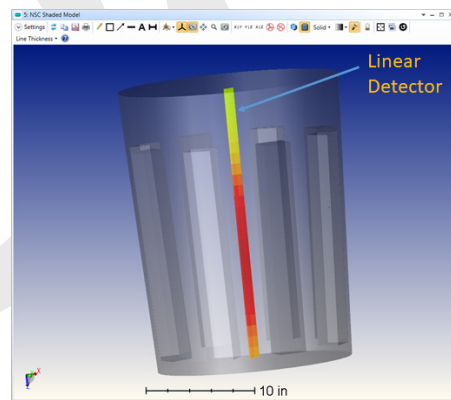 5: NSC Shaded Model
Settings
Solid
Line Thickness
Linear
Detector
10 in